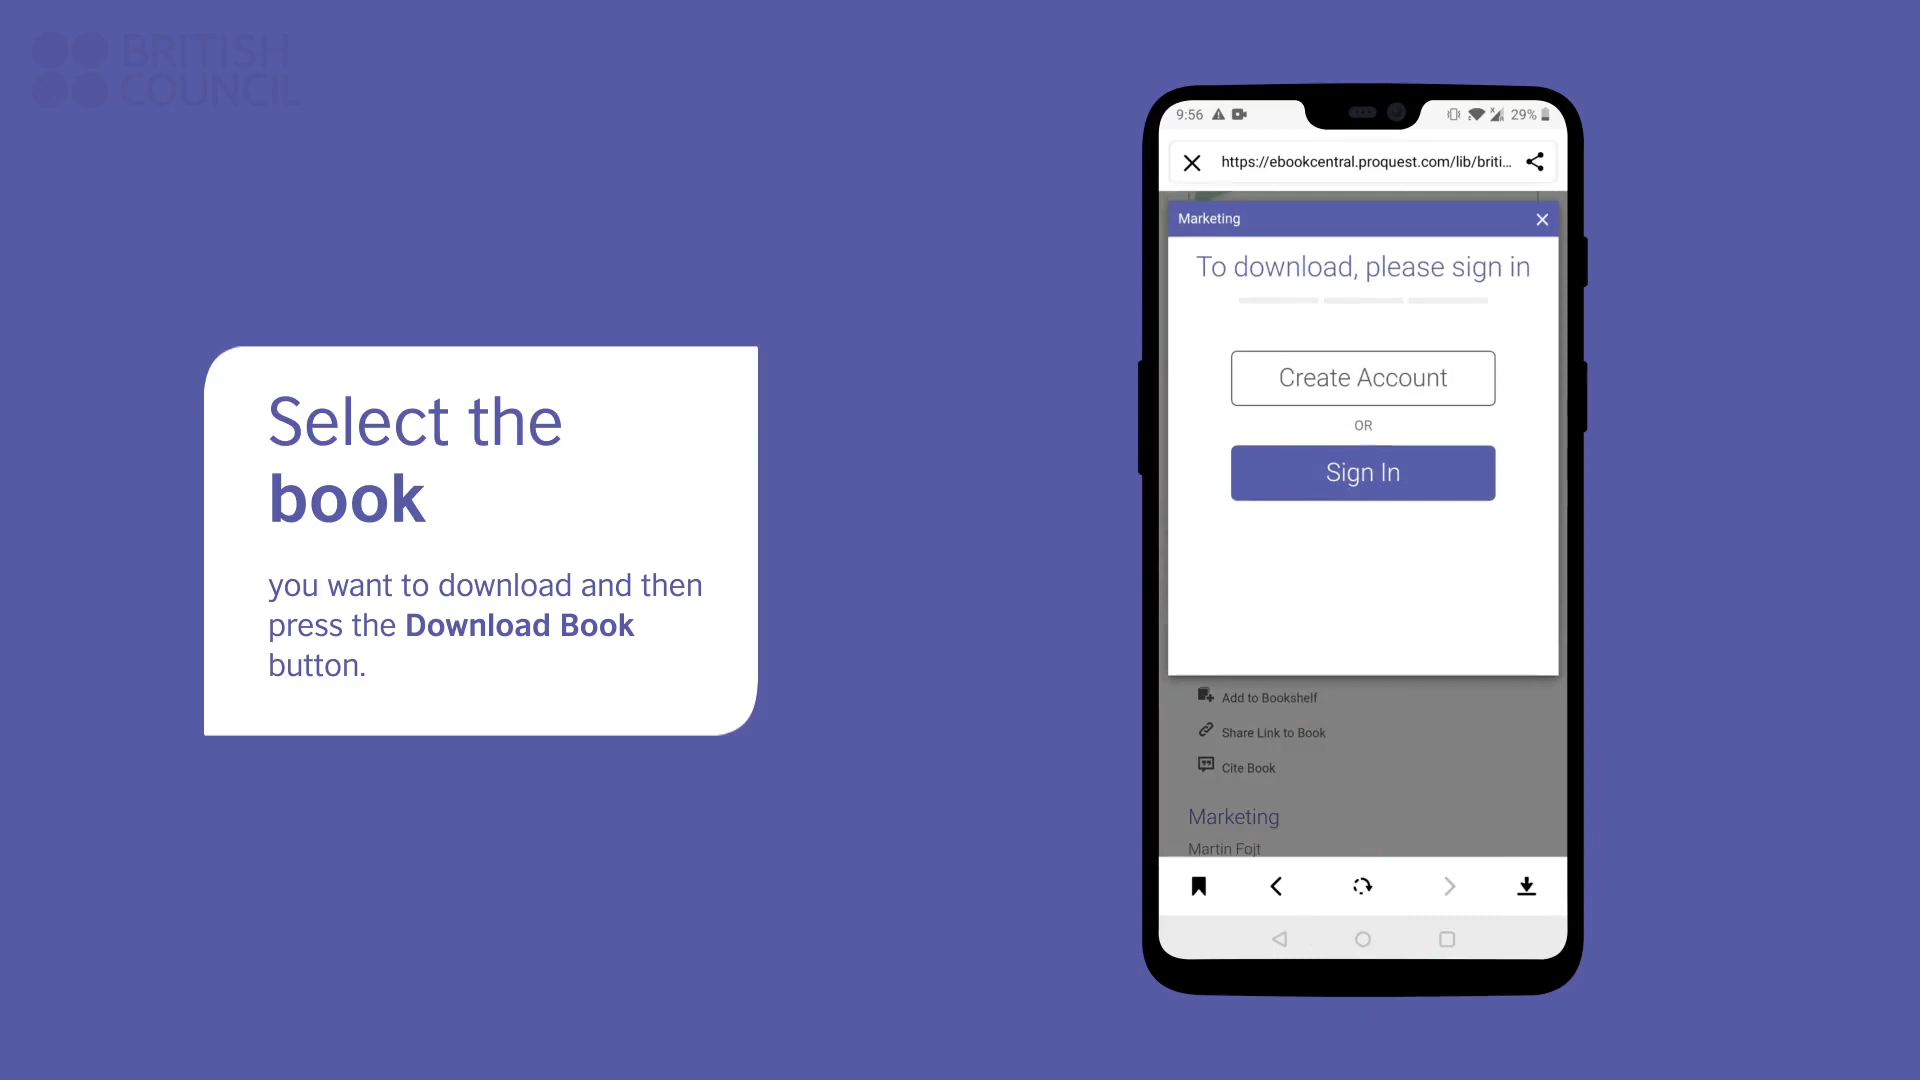 BRITISH
COUNCIL
Select the
book
you want to download and then
press the Download Book
button.
9:56
29%
https://ebookcentral.proquest.com/lib/briti...
Marketing
To download, please sign in
Create Account
OR
Sign In
Add to Bookshelf
Share Link to Book
Cite Book
Marketing
Martin Fojt